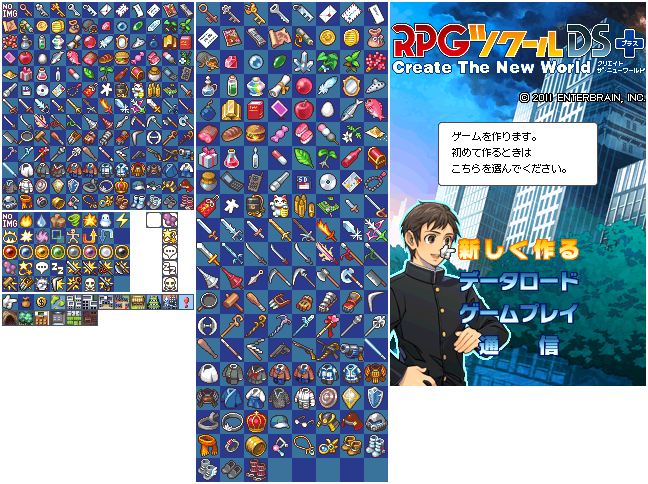 NO
IMG
RPGツクールDS+
プラス
Create The New World
クリエイト
ザ・ニューワールド
© 2011 ENTERBRAIN, INC.
ゲームを作ります。
初めて作るときは
こちらを選んでください。
新しく作る
データロード
ゲームプレイ
通 信
NO
IMG